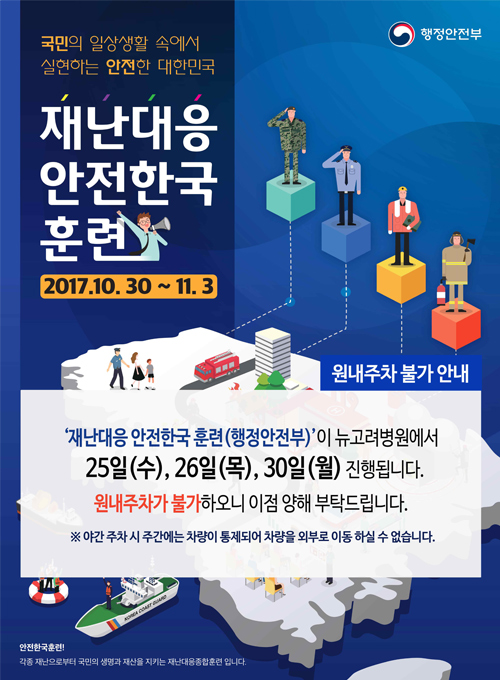 국민의 일상생활 속에서
실현하는 안전한 대한민국
행정안전부
재난대응
안전한국
훈련
2017.10. 30 ~ 11. 3
원내주차 불가 안내
‘재난대응 안전한국 훈련(행정안전부)’이 뉴고려병원에서
25일(수), 26일(목), 30일(월) 진행됩니다.
원내주차가 불가하오니 이점 양해 부탁드립니다.
※ 야간 주차 시 주간에는 차량이 통제되어 차량을 외부로 이동 하실 수 없습니다.
KOREA COAST GUARD
안전한국훈련!
각종 재난으로부터 국민의 생명과 재산을 지키는 재난대응종합훈련 입니다.